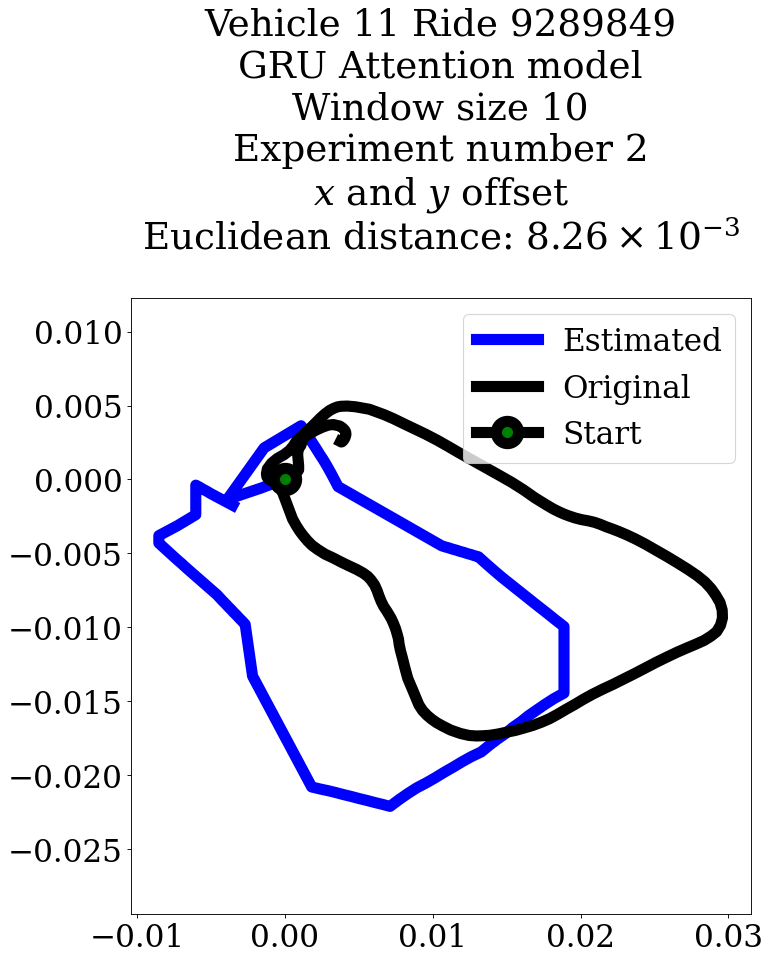 Vehicle 11 Ride 9289849
GRU Attention model
Window size 10
Experiment number 2
x and y offset
Euclidean distance: 8.26 × 10⁻³
Estimated
Original
Start
0.010
0.005
0.000
−0.005
−0.010
−0.015
−0.020
−0.025
−0.01 0.00 0.01 0.02 0.03